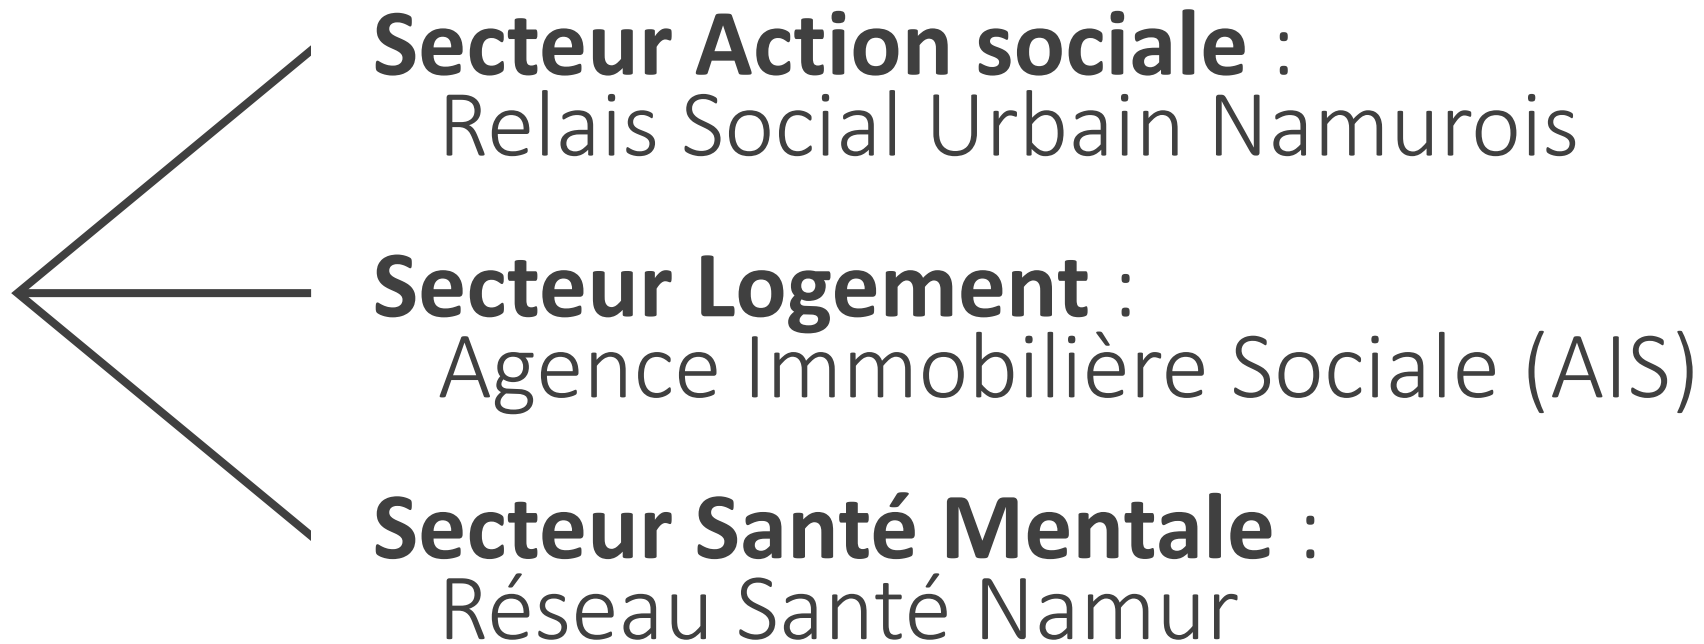 Secteur Action sociale :
Relais Social Urbain Namurois
Secteur Logement :
Agence Immobilière Sociale (AIS)
Secteur Santé Mentale :
Réseau Santé Namur